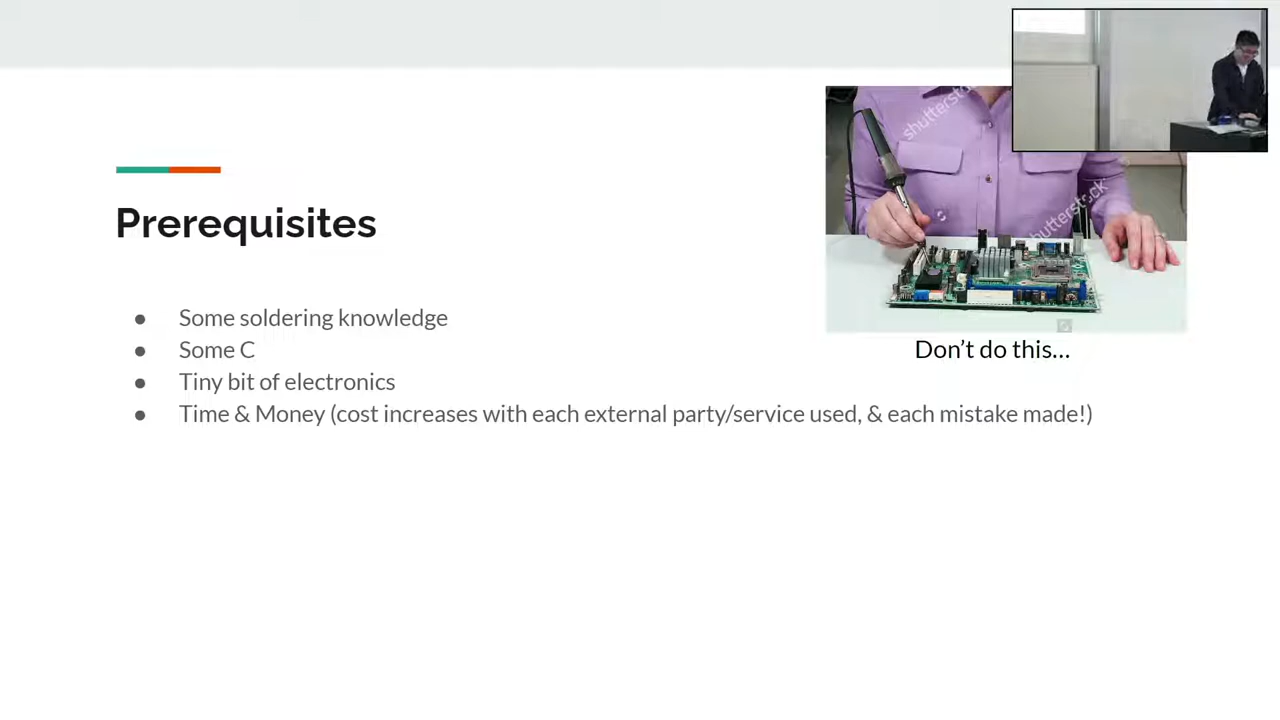 Prerequisites
● Some soldering knowledge
● Some C
● Tiny bit of electronics
● Time & Money (cost increases with each external party/service used, & each mistake made!)
shutterstock
Don't do this...